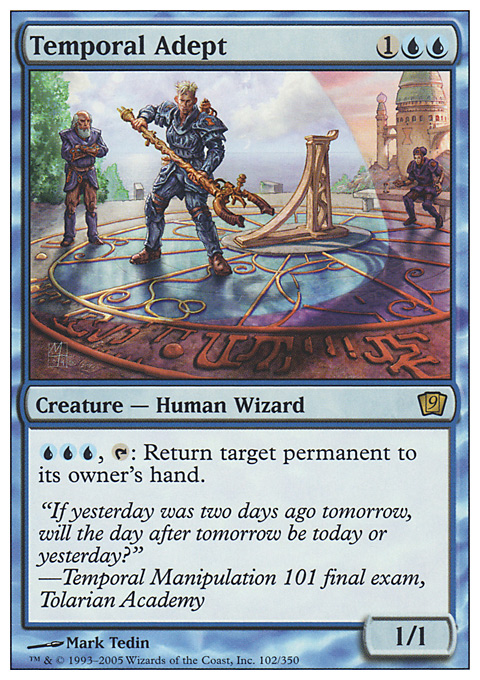 Temporal Adept 1
Creature — Human Wizard 9
, : Return target permanent to
its owner's hand.
“If yesterday was two days ago tomorrow,
will the day after tomorrow be today or
yesterday?”
—Temporal Manipulation 101 final exam,
Tolarian Academy
1/1
Mark Tedin
™ & © 1993–2005 Wizards of the Coast, Inc. 102/350